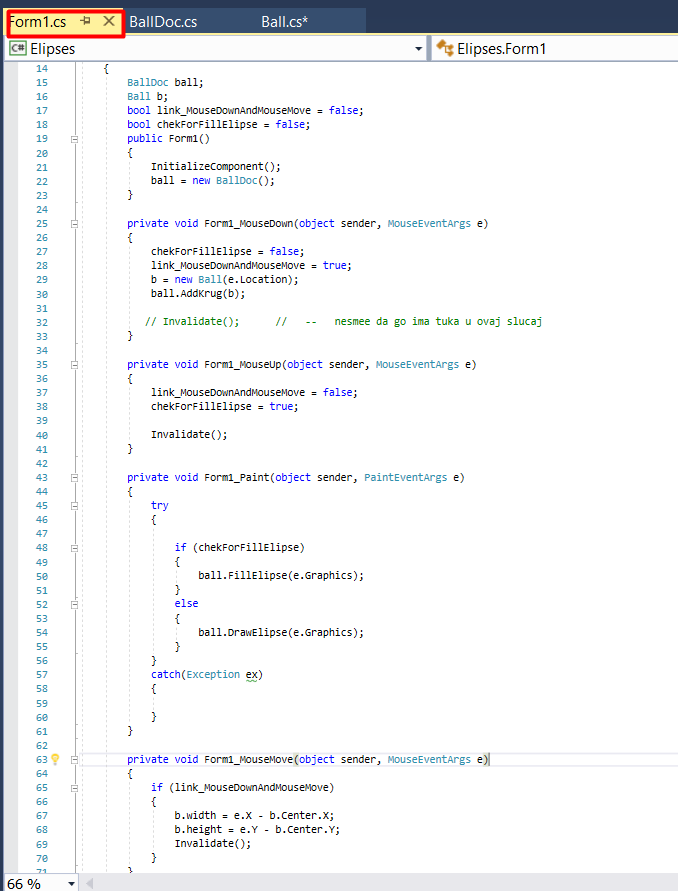 Form1.cs BallDoc.cs Ball.cs*
C# Elipses Elipses.Form1
14 {
15 BallDoc ball;
16 Ball b;
17 bool link_MouseDownAndMouseMove = false;
18 bool chekForFillElipse = false;
19 public Form1()
20 {
21 InitializeComponent();
22 ball = new BallDoc();
23 }
24
25 private void Form1_MouseDown(object sender, MouseEventArgs e)
26 {
27 chekForFillElipse = false;
28 link_MouseDownAndMouseMove = true;
29 b = new Ball(e.Location);
30 ball.AddKrug(b);
31
32 // Invalidate(); // -- nesmee da go ima tuka u ovaj slucaj
33 }
34
35 private void Form1_MouseUp(object sender, MouseEventArgs e)
36 {
37 link_MouseDownAndMouseMove = false;
38 chekForFillElipse = true;
39
40 Invalidate();
41 }
42
43 private void Form1_Paint(object sender, PaintEventArgs e)
44 {
45 try
46 {
47
48 if (chekForFillElipse)
49 {
50 ball.FillElipse(e.Graphics);
51 }
52 else
53 {
54 ball.DrawElipse(e.Graphics);
55 }
56 }
57 catch(Exception ex)
58 {
59
60 }
61 }
62
63 private void Form1_MouseMove(object sender, MouseEventArgs e)
64 {
65 if (link_MouseDownAndMouseMove)
66 {
67 b.width = e.X - b.Center.X;
68 b.height = e.Y - b.Center.Y;
69 Invalidate();
70 }
71 }
66 %